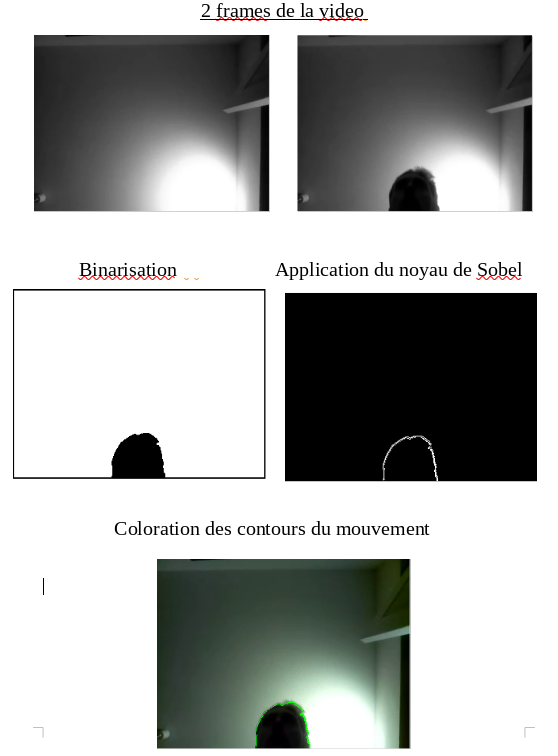 2 frames de la video
Binarisation
Application du noyau de Sobel
Coloration des contours du mouvement